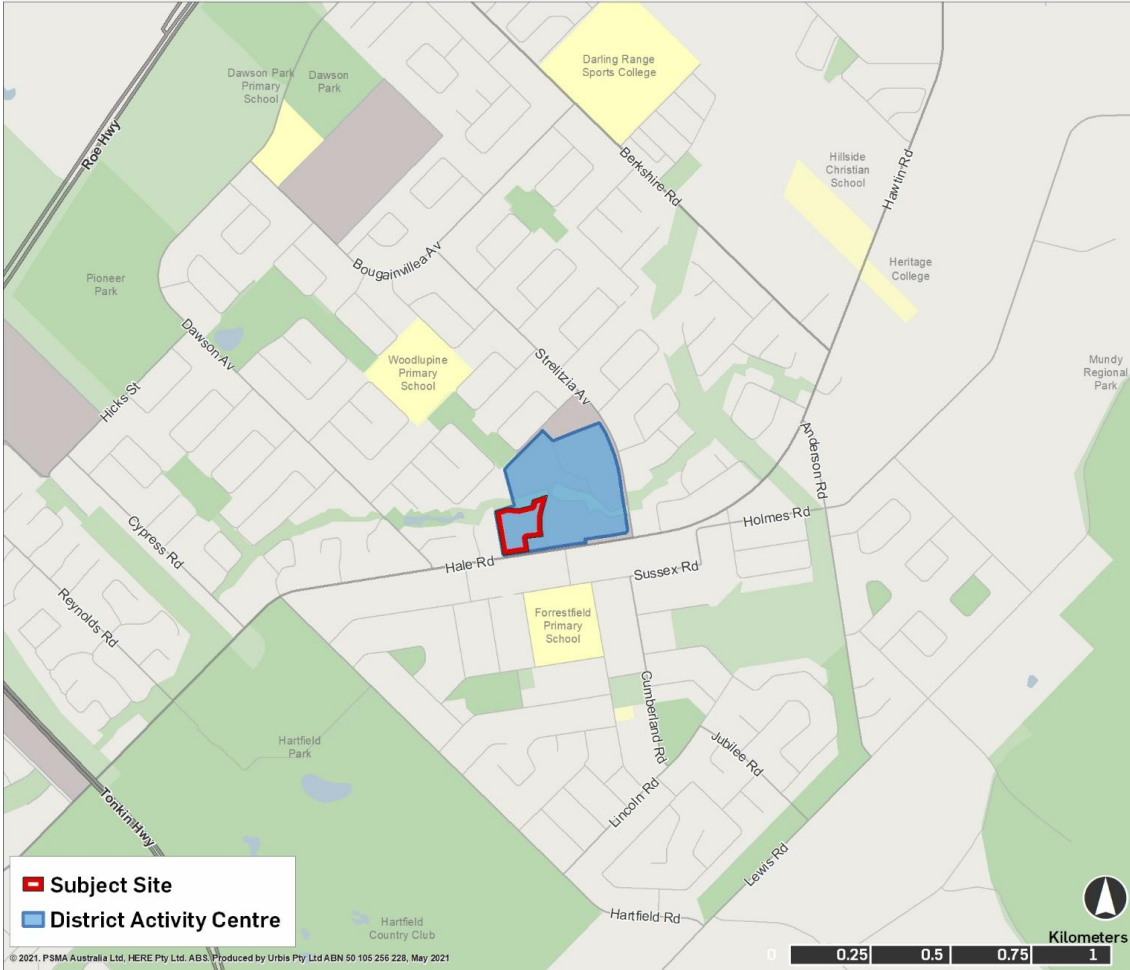 Darling Range
Sports College
Dawson Park
Primary
School
Dawson
Park
Roe Hwy
Berkshire Rd
Hillside
Christian
School
Hawtin Rd
Bougainvillea Av
Heritage
College
Pioneer
Park
Dawson Av
Woodlupine
Primary
School
Strelitzia Av
Mundy
Regional
Park
Hicks St
Anderson Rd
Cypress Rd
Holmes Rd
Hale Rd
Sussex Rd
Reynolds Rd
Forrestfield
Primary
School
Cumberland Rd
Hartfield
Park
Jubilee Rd
Tonkin Hwy
Lincoln Rd
Lewis Rd
Subject Site
District Activity Centre
Hartfield
Country Club
Hartfield Rd
Kilometers
0 0.25 0.5 0.75 1
© 2021. PSMA Australia Ltd, HERE Pty Ltd. ABS. Produced by Urbis Pty Ltd ABN 50 105 256 228, May 2021